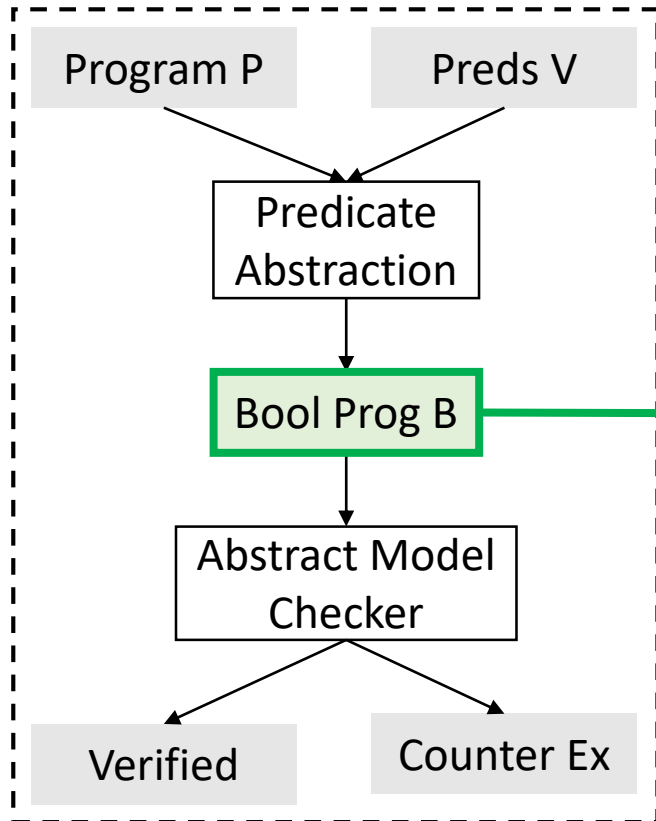 Program P
Preds V
Predicate
Abstraction
Bool Prog B
Abstract Model
Checker
Verified
Counter Ex